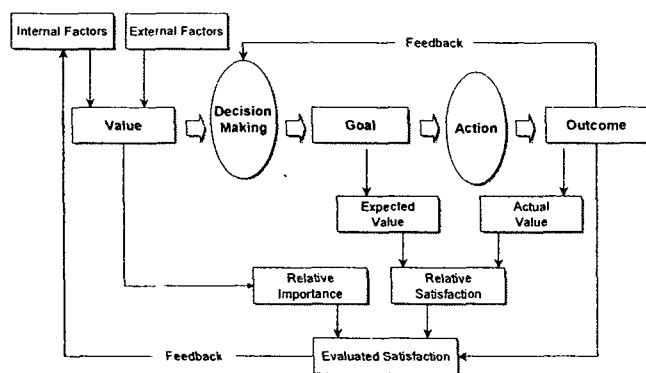 Internal Factors
External Factors
Feedback
Value
Decision
Making
Goal
Action
Outcome
Expected
Value
Actual
Value
Relative
Importance
Relative
Satisfaction
Feedback
Evaluated Satisfaction